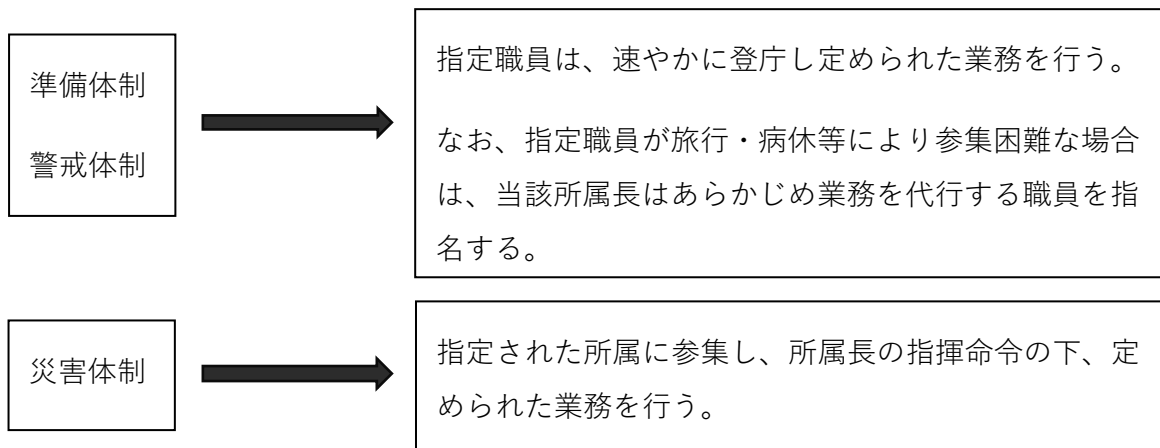 準備体制
警戒体制
指定職員は、速やかに登庁し定められた業務を行う。
なお、指定職員が旅行・病休等により参集困難な場合
は、当該所属長はあらかじめ業務を代行する職員を指
名する。
災害体制
指定された所属に参集し、所属長の指揮命令の下、定
められた業務を行う。